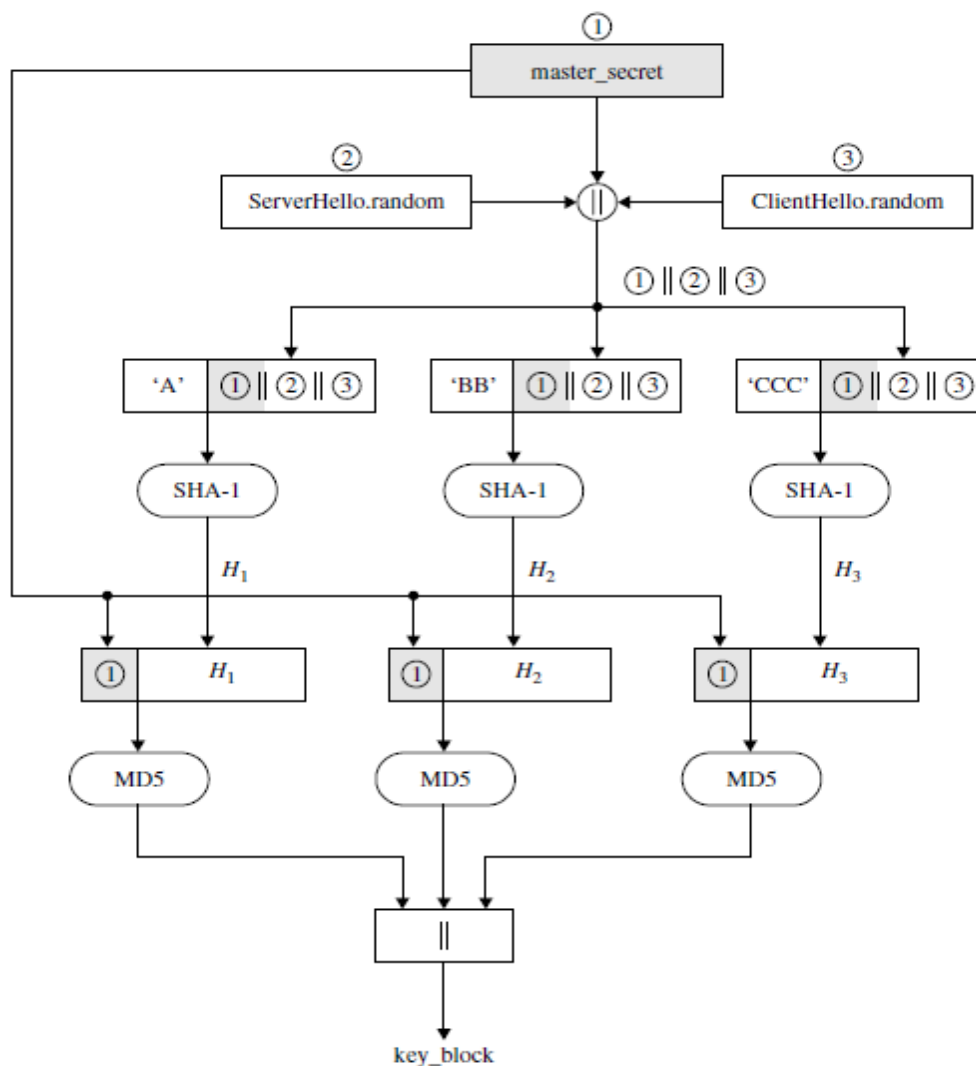 ①
master_secret
② ③
ServerHello.random || ClientHello.random
① || ② || ③
‘A’ ① || ② || ③ ‘BB’ ① || ② || ③ ‘CCC’ ① || ② || ③
SHA-1 SHA-1 SHA-1
H1 H2 H3
① H1 ① H2 ① H3
MD5 MD5 MD5
||
key_block